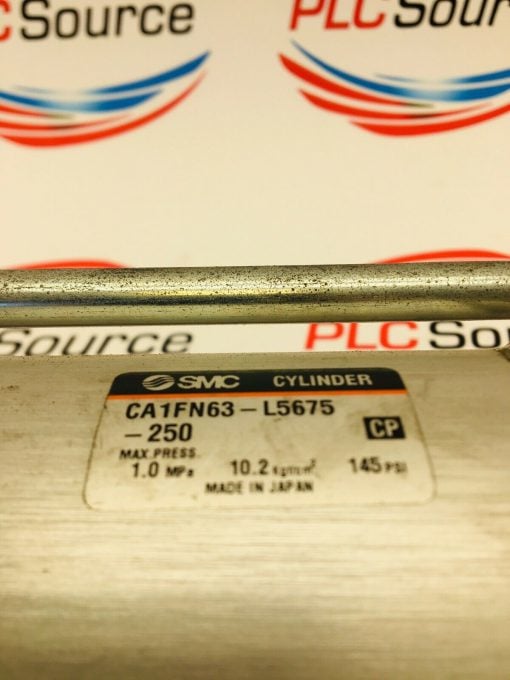 PLC Source
PLC Source
Source
PLC Sour
SMC CYLINDER
CA1FN63-L5675
-250 CP
MAX.PRESS.
1.0 MPa 10.2 kgf/cm² 145 PSI
MADE IN JAPAN